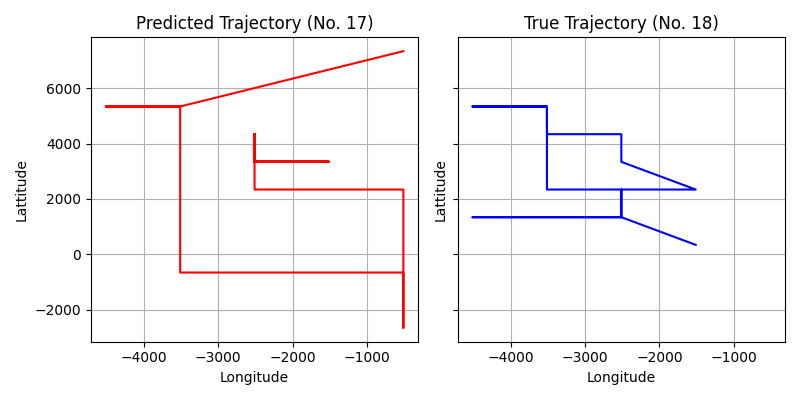 Predicted Trajectory (No. 17)
True Trajectory (No. 18)
6000
4000
2000
0
−2000
Lattitude
Lattitude
−4000
−3000
−2000
−1000
−4000
−3000
−2000
−1000
Longitude
Longitude